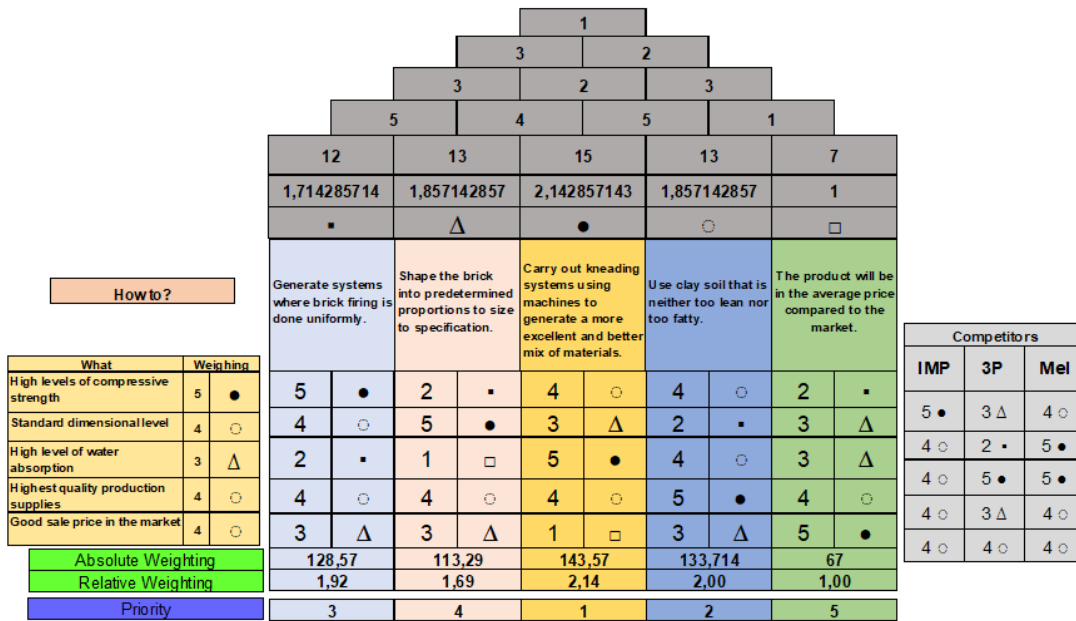 1
3 2
3 2 3
5 4 5 1
12 13 15 13 7
1,714285714 1,857142857 2,142857143 1,857142857 1
▪ Δ ● ◌ □
How to?
Generate systems
where brick firing is
done uniformly.
Shape the brick
into predetermined
proportions to size
to specification.
Carry out kneading
systems using
machines to
generate a more
excellent and better
mix of materials.
Use clay soil that is
neither too lean nor
too fatty.
The product will be
in the average price
compared to the
market.
Competitors
What Weighing
IMP 3P Mel
High levels of compressive
strength
5 ● 5 ● 2 ▪ 4 ◌ 4 ◌ 2 ▪ 5 ● 3 Δ 4 ◌
Standard dimensional level
4 ◌ 4 ◌ 5 ● 3 Δ 2 ▪ 3 Δ 4 ◌ 2 ▪ 5 ●
High level of water
absorption
3 Δ 2 ▪ 1 □ 5 ● 4 ◌ 3 Δ 4 ◌ 5 ● 5 ●
Highest quality production
supplies
4 ◌ 4 ◌ 4 ◌ 4 ◌ 5 ● 4 ◌ 4 ◌ 3 Δ 4 ◌
Good sale price in the market
4 ◌ 3 Δ 3 Δ 1 □ 3 Δ 5 ● 4 ◌ 4 ◌ 4 ◌
Absolute Weighting 128,57 113,29 143,57 133,714 67
Relative Weighting 1,92 1,69 2,14 2,00 1,00
Priority 3 4 1 2 5